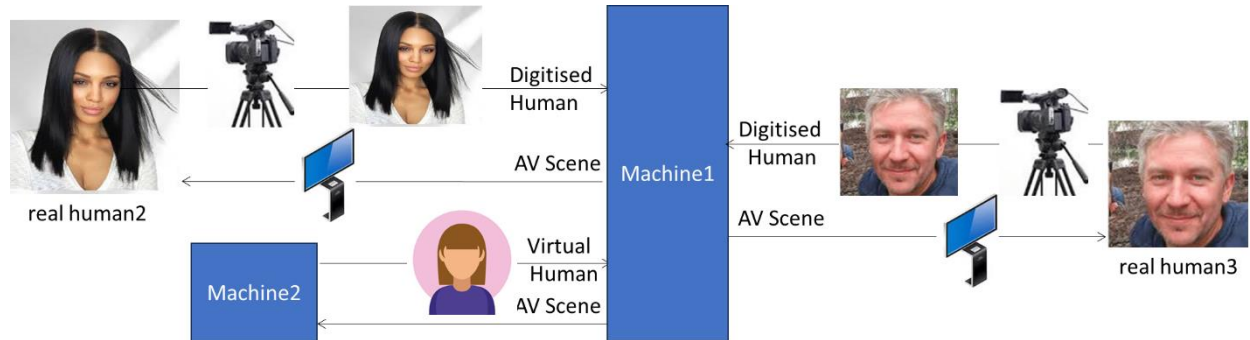 Digitised
Human
AV Scene
real human2
Virtual
Human
Machine2
AV Scene
Machine1
Digitised
Human
AV Scene
real human3